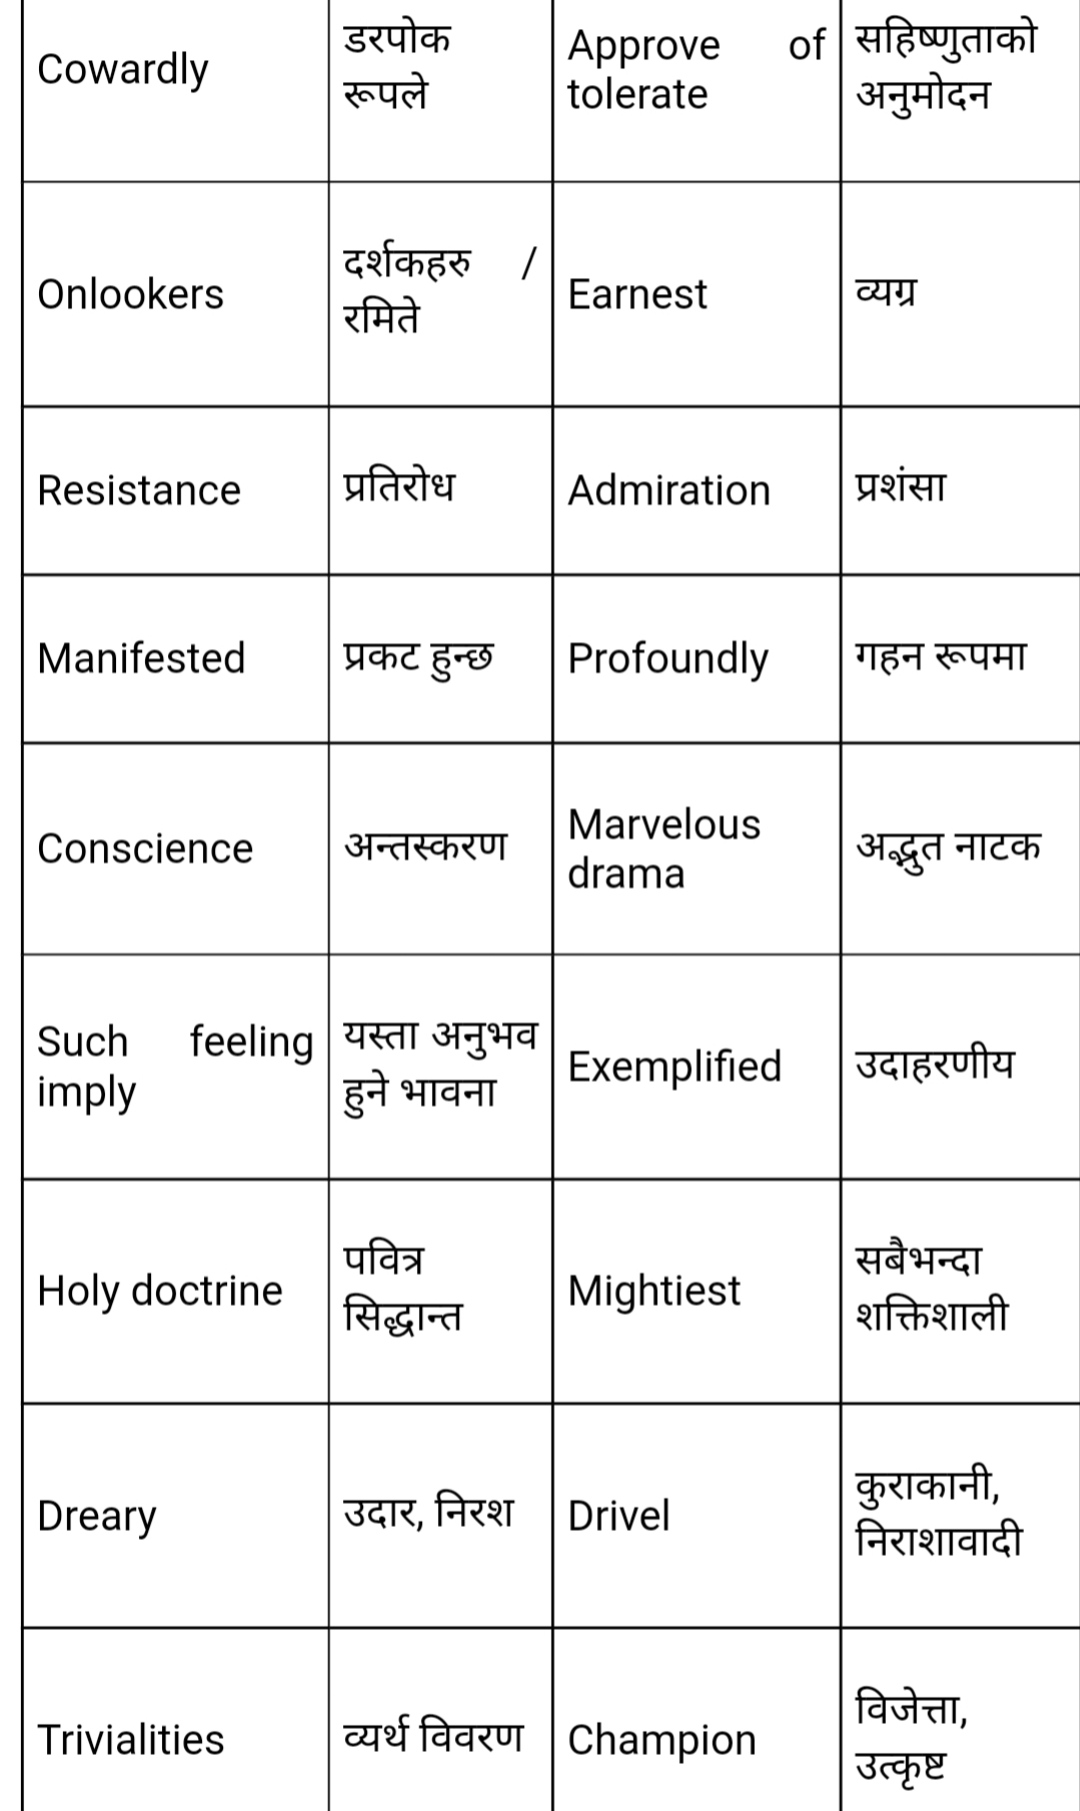 Cowardly
डरपोक
रूपले
Approve of
tolerate
सहिष्णुताको
अनुमोदन
Onlookers
दर्शकहरु /
रमिते
Earnest
व्यग्र
Resistance
प्रतिरोध
Admiration
प्रशंसा
Manifested
प्रकट हुन्छ
Profoundly
गहन रूपमा
Conscience
अन्तस्करण
Marvelous
drama
अद्भुत नाटक
Such feeling
imply
यस्ता अनुभव
हुने भावना
Exemplified
उदाहरणीय
Holy doctrine
पवित्र
सिद्धान्त
Mightiest
सबैभन्दा
शक्तिशाली
Dreary
उदार, निरश
Drivel
कुराकानी,
निराशावादी
Trivialities
व्यर्थ विवरण
Champion
विजेत्ता,
उत्कृष्ट